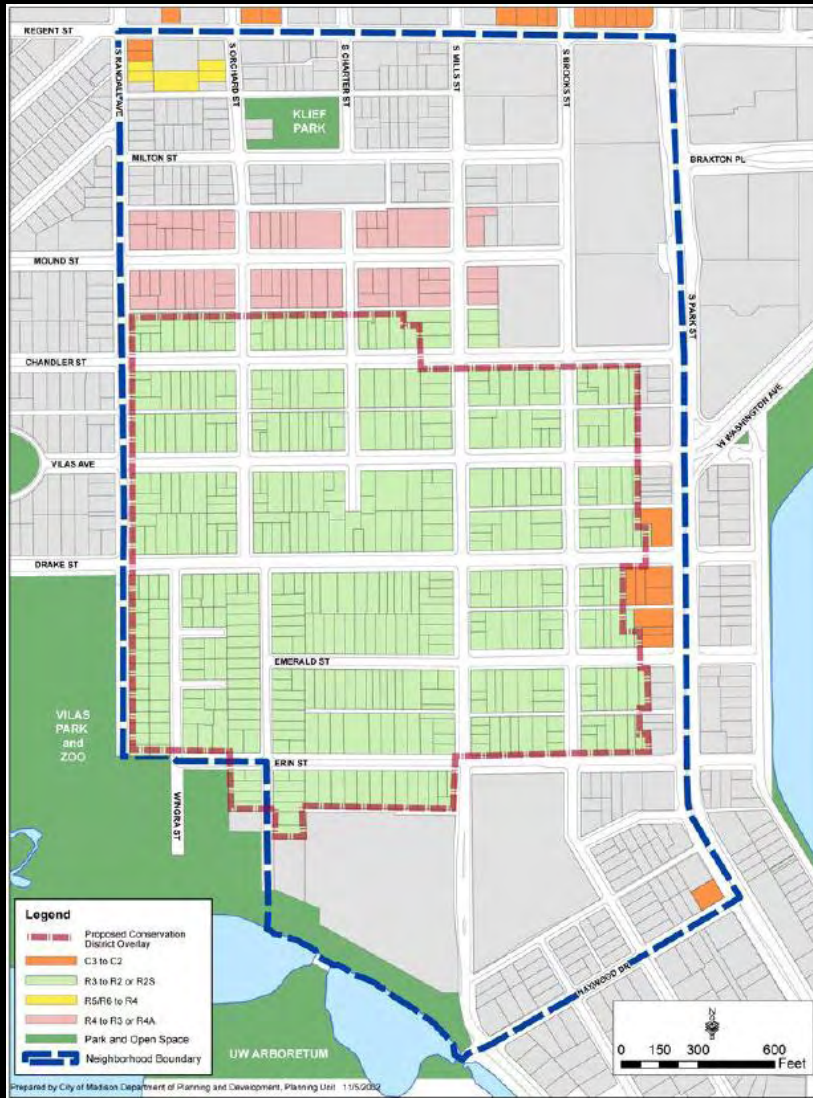 REGENT ST
S RANDALL AVE
S ORCHARD ST
S CHARTER ST
S MILLS ST
S BROOKS ST
KLIEF
PARK
MILTON ST
BRAXTON PL
MOUND ST
S PARK ST
CHANDLER ST
W WASHINGTON AVE
VILAS AVE
DRAKE ST
EMERALD ST
VILAS
PARK
and
ZOO
ERIN ST
WINGRA ST
HAYWOOD DR
UW ARBORETUM
Legend
Proposed Conservation
District Overlay
C3 to C2
R3 to R2 or R2S
R5/R6 to R4
R4 to R3 or R4A
Park and Open Space
Neighborhood Boundary
0 150 300 600
Feet
Prepared by City of Madison Department of Planning and Development, Planning Unit